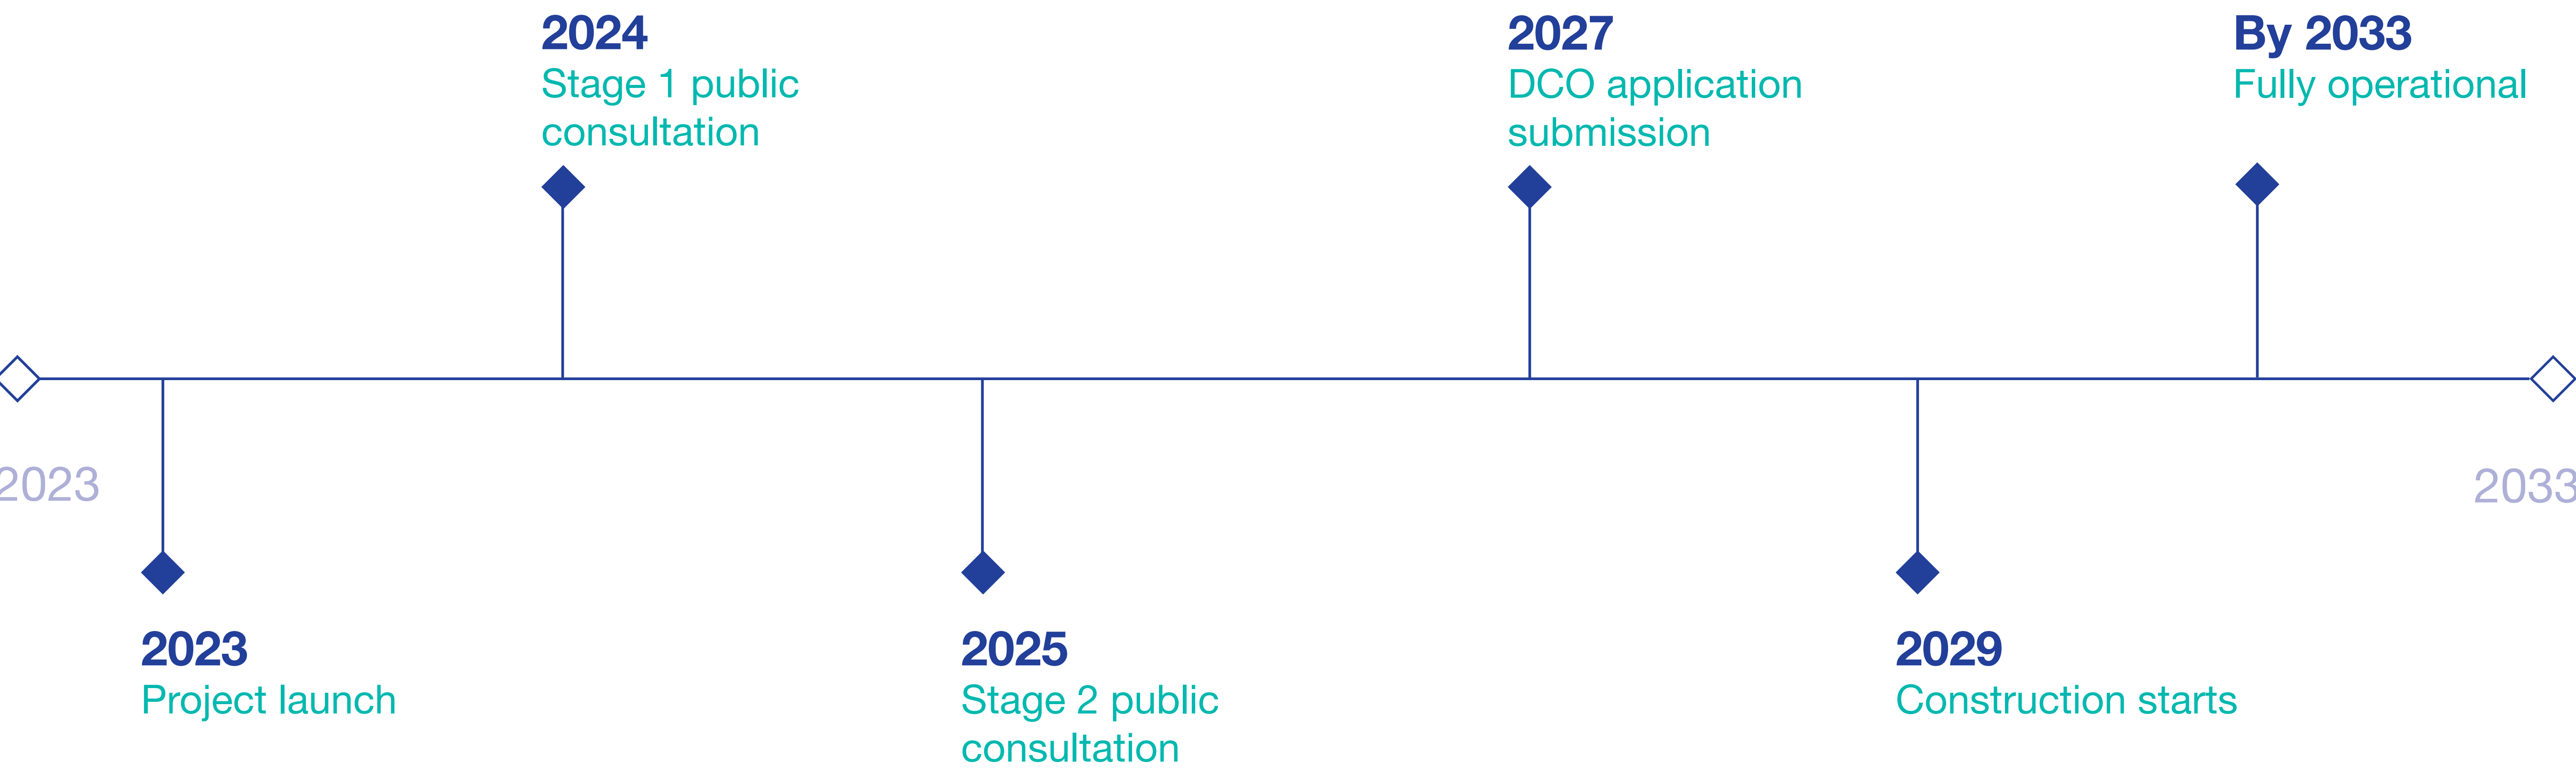 2024
Stage 1 public
consultation
2027
DCO application
submission
By 2033
Fully operational
2023
2033
2023
Project launch
2025
Stage 2 public
consultation
2029
Construction starts